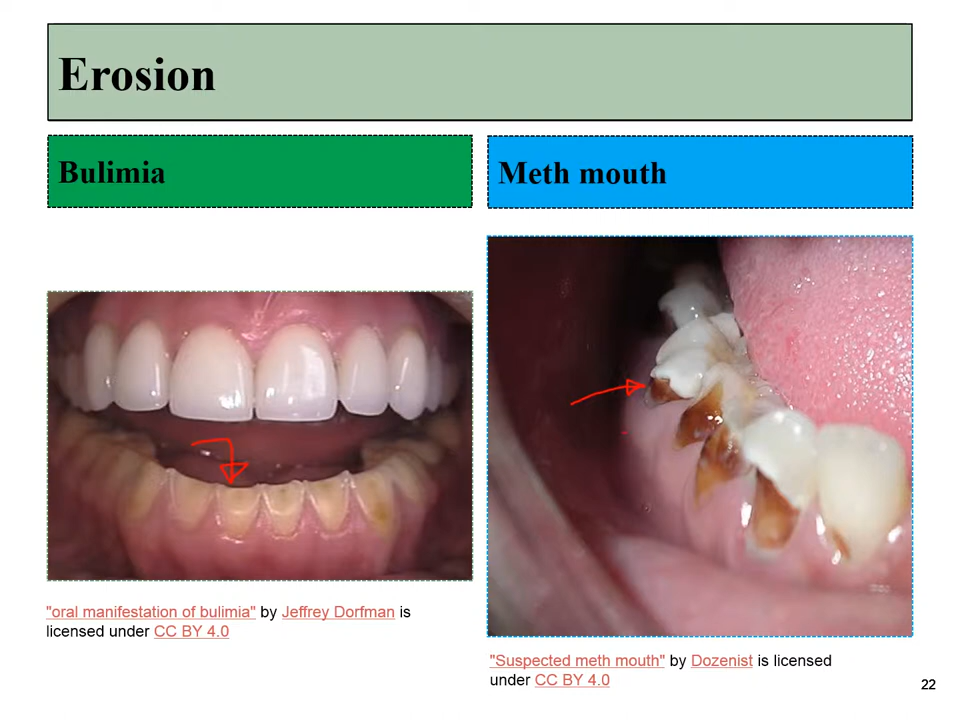 Erosion
Bulimia
Meth mouth
"oral manifestation of bulimia" by Jeffrey Dorfman is
licensed under CC BY 4.0
"Suspected meth mouth" by Dozenist is licensed
under CC BY 4.0
22